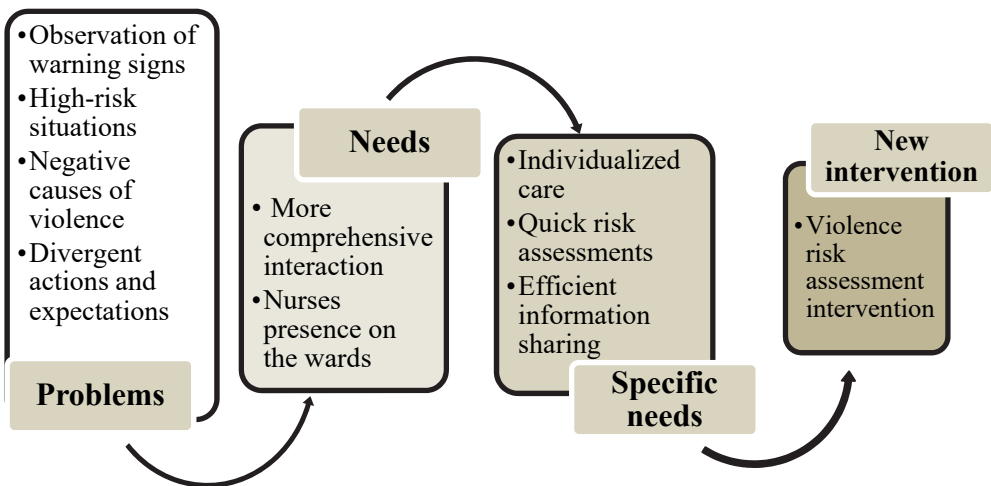 •Observation of
warning signs
•High-risk
situations
•Negative
causes of
violence
•Divergent
actions and
expectations
Problems
Needs
• More
comprehensive
interaction
•Nurses
presence on
the wards
•Individualized
care
•Quick risk
assessments
•Efficient
information
sharing
Specific
needs
New
intervention
•Violence
risk
assessment
intervention